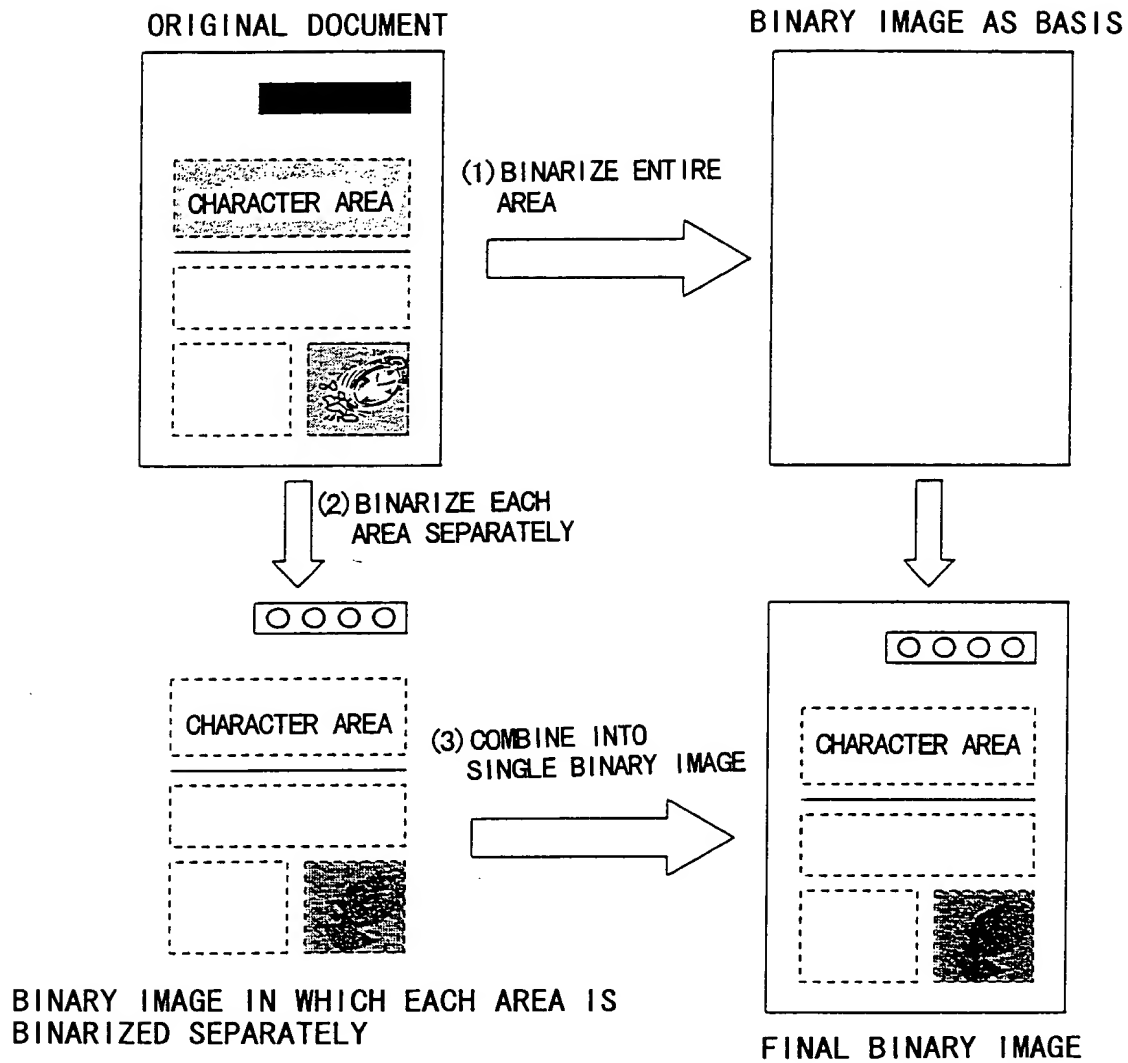 ORIGINAL DOCUMENT
BINARY IMAGE AS BASIS
CHARACTER AREA
(1) BINARIZE ENTIRE
AREA
(2) BINARIZE EACH
AREA SEPARATELY
CHARACTER AREA
(3) COMBINE INTO
SINGLE BINARY IMAGE
CHARACTER AREA
BINARY IMAGE IN WHICH EACH AREA IS
BINARIZED SEPARATELY
FINAL BINARY IMAGE